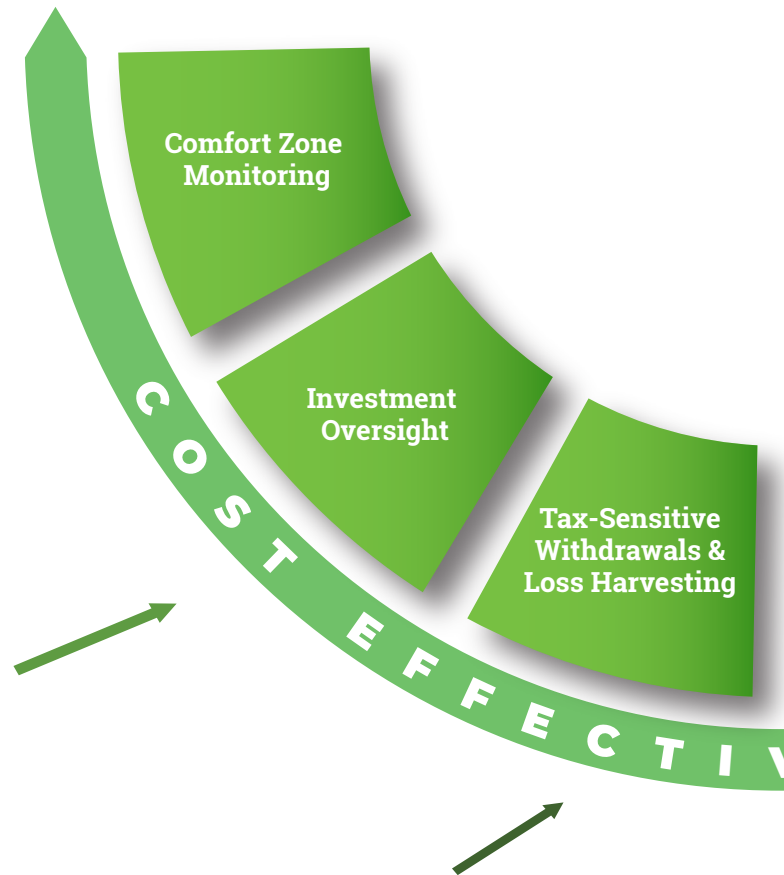 Comfort Zone
Monitoring
Investment
Oversight
Tax-Sensitive
Withdrawals &
Loss Harvesting
COST EFFECTIV